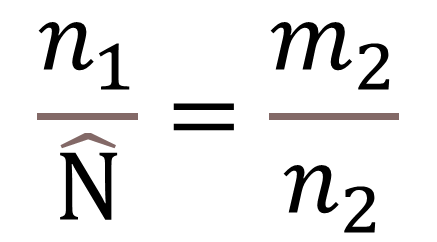 n₁/N̂ = m₂/n₂